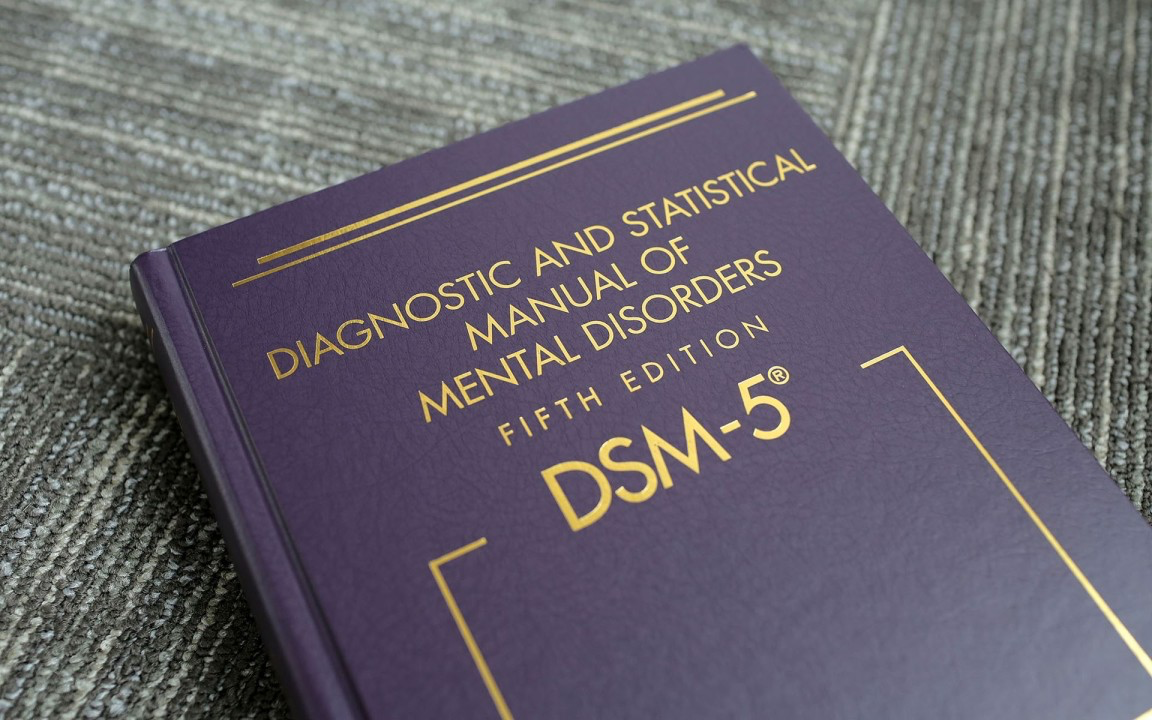 DIAGNOSTIC AND STATISTICAL
MANUAL OF
MENTAL DISORDERS
FIFTH EDITION
DSM-5®